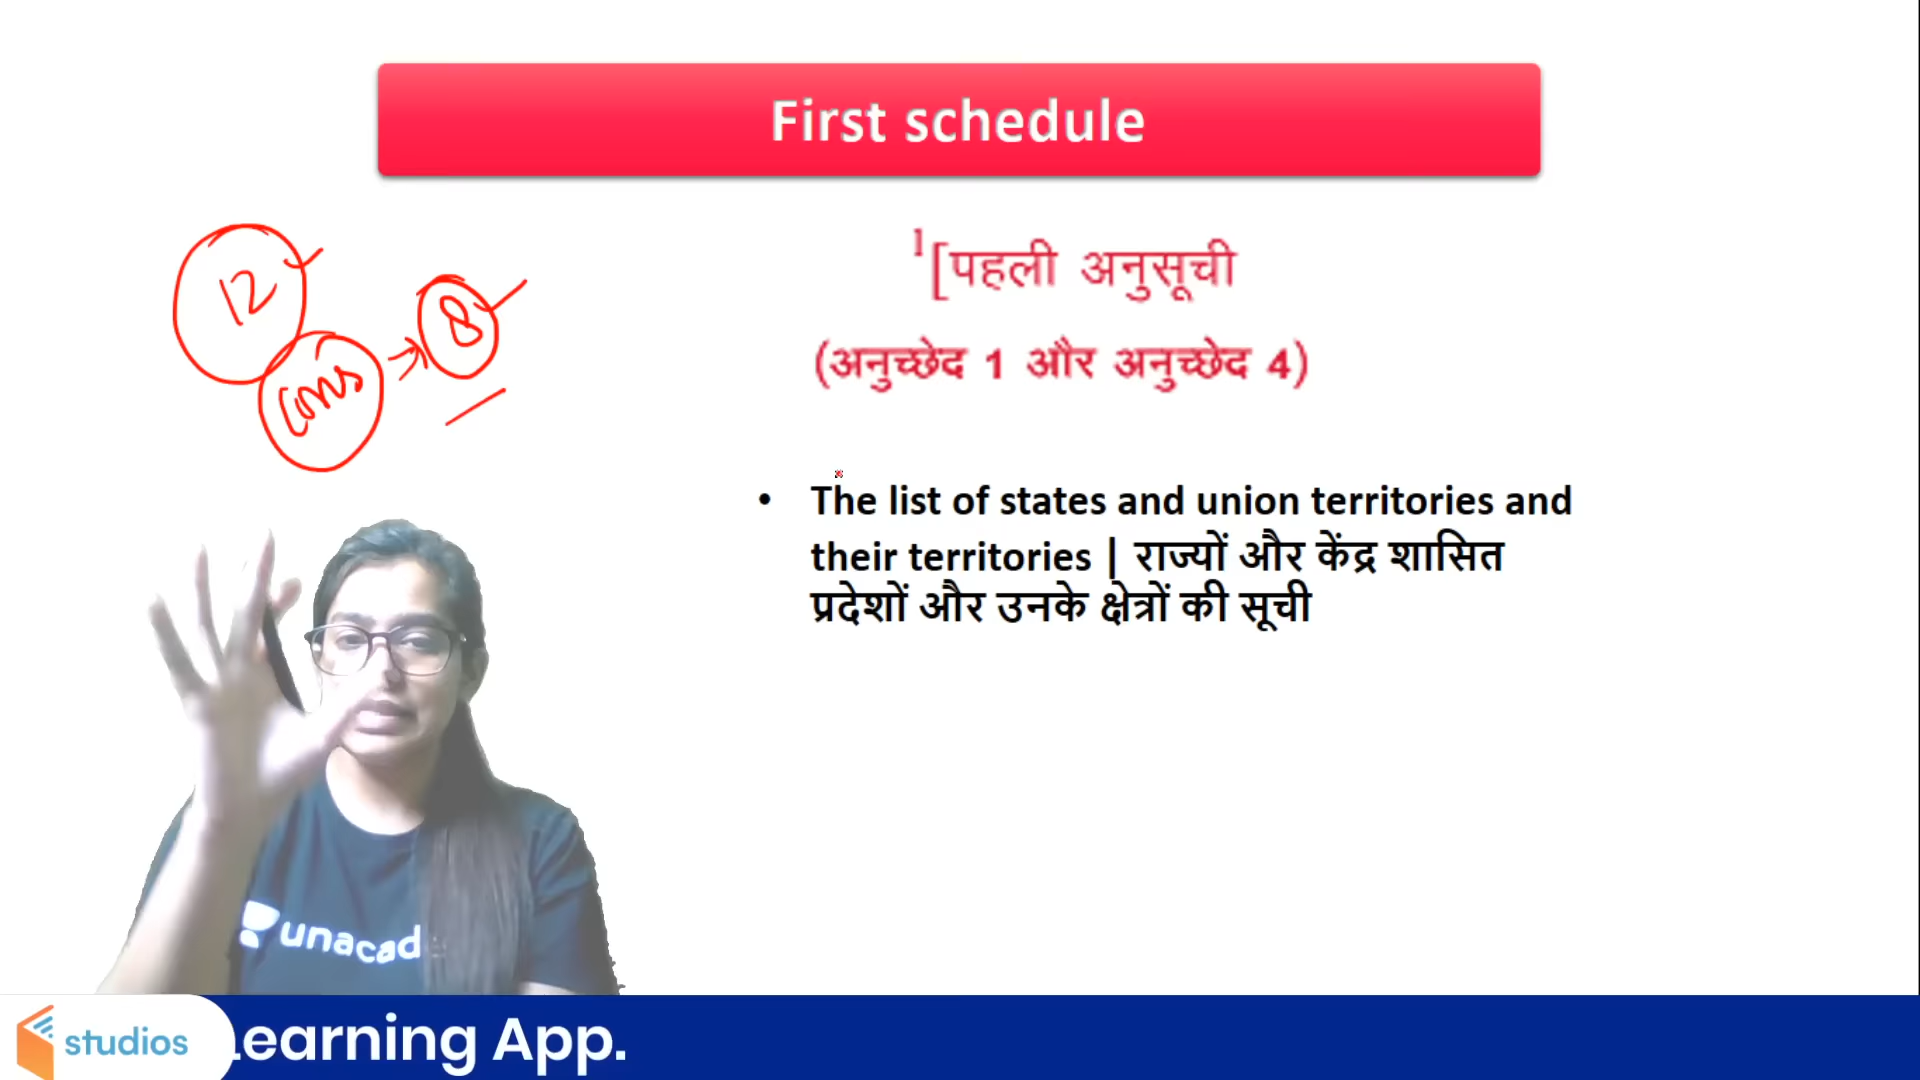 First schedule
¹[पहली अनुसूची
(अनुच्छेद 1 और अनुच्छेद 4)
12
Cons
→ 8
• The list of states and union territories and
their territories | राज्यों और केंद्र शासित
प्रदेशों और उनके क्षेत्रों की सूची
unacad
studios
Learning App.